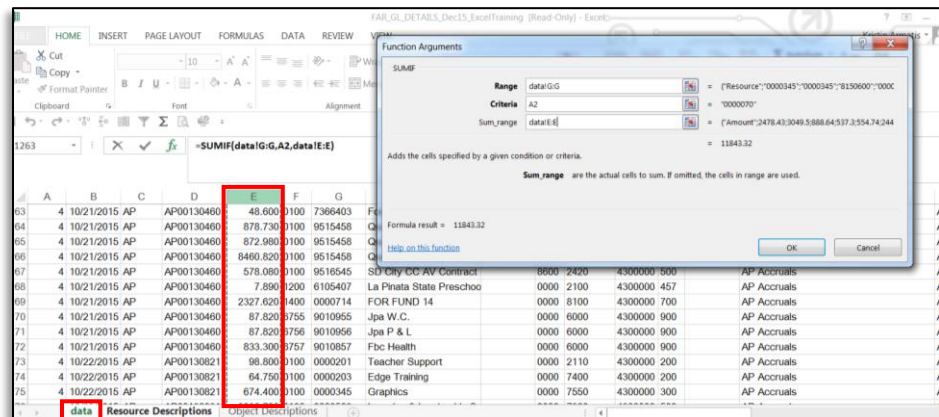 FAR_GL_DETAILS_Dec15_ExcelTraining [Read-Only] - Excel
HOME INSERT PAGE LAYOUT FORMULAS DATA REVIEW
Cut
Copy
Format Painter
Clipboard Font Alignment
10
B I U
1263 =SUMIF(data!G:G,A2,data!E:E)
Function Arguments
SUMIF
Range data!G:G = {"Resource";"0000345";"0000345";"8150600";"000C
Criteria A2 = "0000070"
Sum_range data!E:E = {"Amount";2478.43;3049.5;888.64;537.3;554.74;244
= 11843.32
Adds the cells specified by a given condition or criteria.
Sum_range are the actual cells to sum. If omitted, the cells in range are used.
Formula result = 11843.32
Help on this function OK Cancel
A B C D E F G
63 4 10/21/2015 AP AP00130460 48.600 0100 7366403
64 4 10/21/2015 AP AP00130460 878.730 0100 9515458
65 4 10/21/2015 AP AP00130460 872.980 0100 9515458
66 4 10/21/2015 AP AP00130460 8460.820 0100 9515458
67 4 10/21/2015 AP AP00130460 578.080 0100 9516545 SD City CC AV Contract 8600 2420 4300000 500 AP Accruals
68 4 10/21/2015 AP AP00130460 7.890 1200 6105407 La Pinata State Preschoo 0000 2100 4300000 457 AP Accruals
69 4 10/21/2015 AP AP00130460 2327.620 1400 0000714 FOR FUND 14 0000 8100 4300000 700 AP Accruals
70 4 10/21/2015 AP AP00130460 87.820 6755 9010955 Jpa W.C. 0000 6000 4300000 900 AP Accruals
71 4 10/21/2015 AP AP00130460 87.820 6756 9010956 Jpa P & L 0000 6000 4300000 900 AP Accruals
72 4 10/21/2015 AP AP00130460 833.300 6757 9010857 Fbc Health 0000 6000 4300000 900 AP Accruals
73 4 10/22/2015 AP AP00130821 98.800 0100 0000201 Teacher Support 0000 2110 4300000 200 AP Accruals
74 4 10/22/2015 AP AP00130821 64.750 0100 0000203 Edge Training 0000 7400 4300000 200 AP Accruals
75 4 10/22/2015 AP AP00130821 674.400 0100 0000345 Graphics 0000 7550 4300000 300 AP Accruals
data Resource Descriptions Object Descriptions